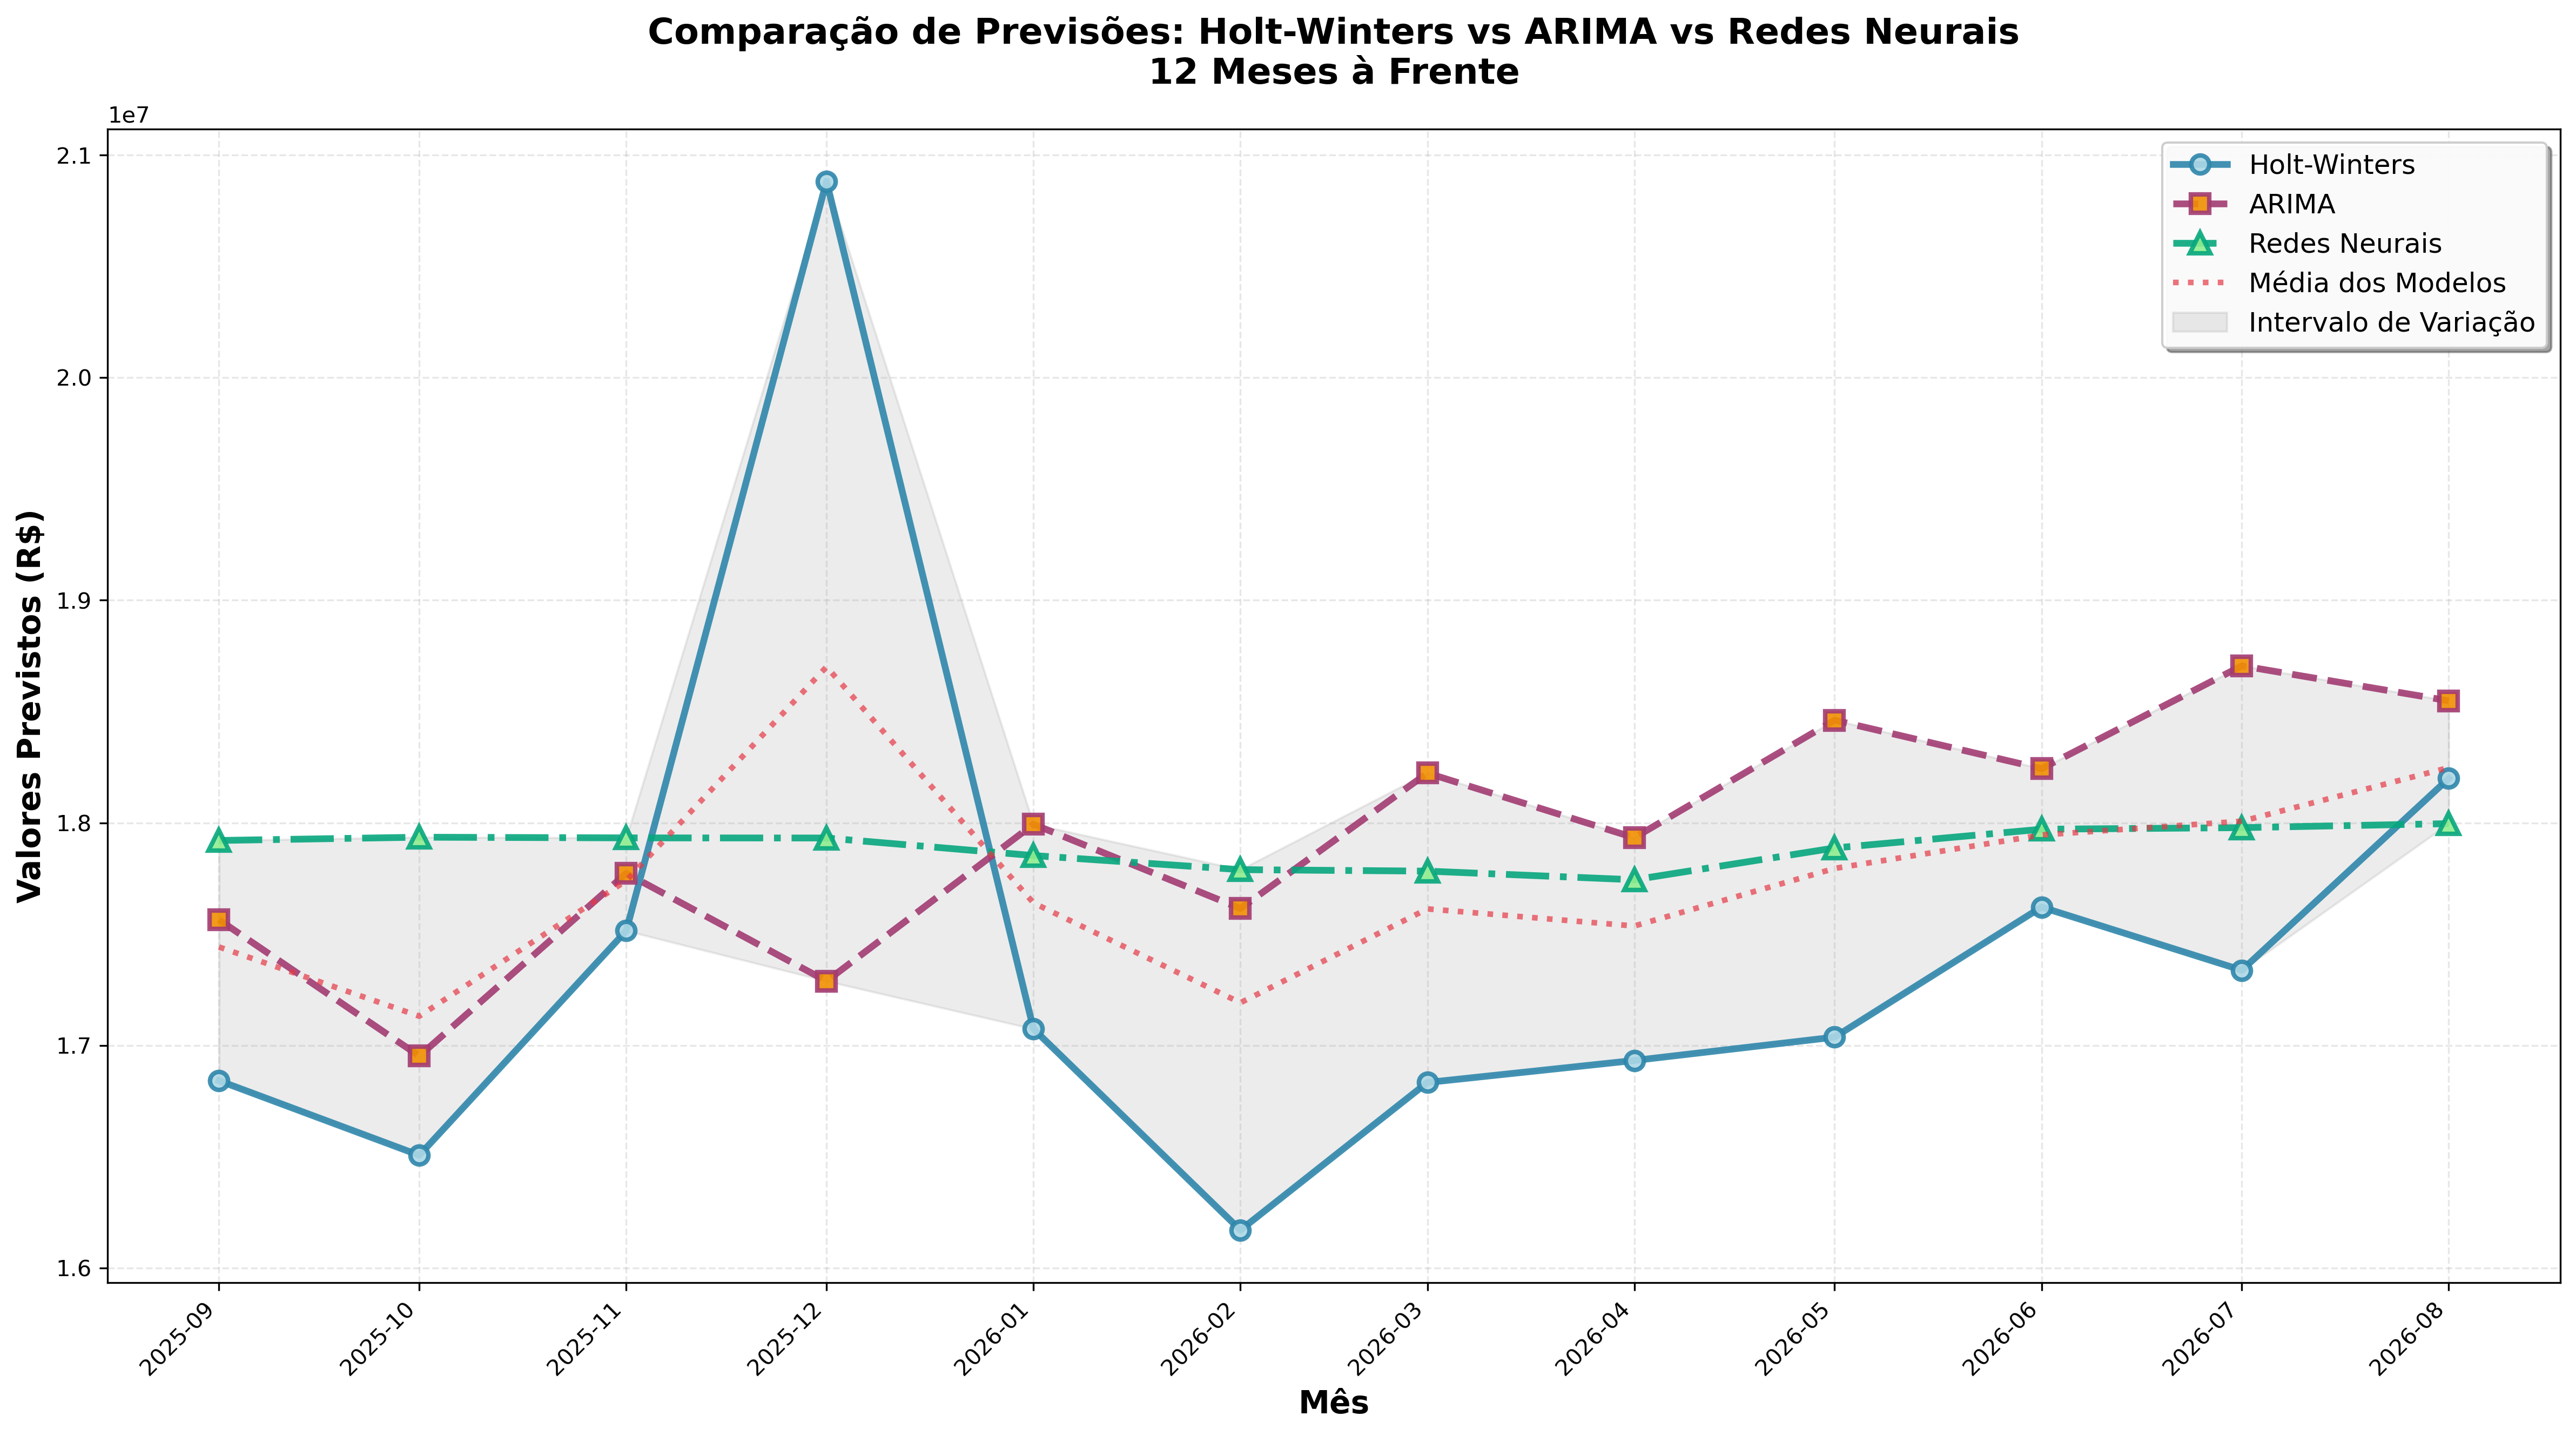 Comparação de Previsões: Holt-Winters vs ARIMA vs Redes Neurais
12 Meses à Frente
1e7
2.1
2.0
1.9
1.8
1.7
1.6
Valores Previstos (R$)
Holt-Winters
ARIMA
Redes Neurais
Média dos Modelos
Intervalo de Variação
2025-09
2025-10
2025-11
2025-12
2026-01
2026-02
2026-03
2026-04
2026-05
2026-06
2026-07
2026-08
Mês